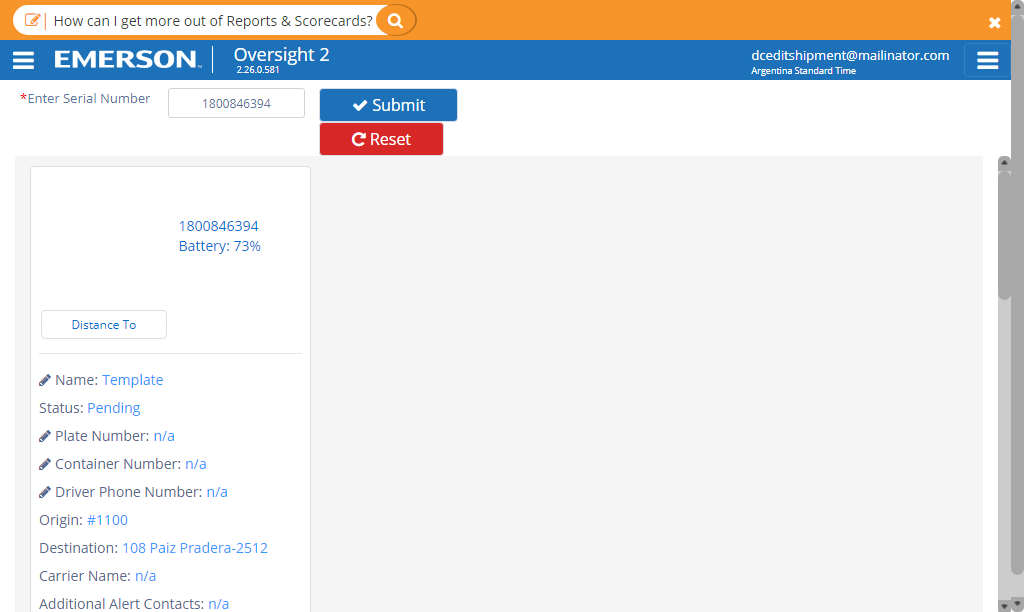 How can I get more out of Reports & Scorecards?
EMERSON™
Oversight 2
2.26.0.581
dceditshipment@mailinator.com
Argentina Standard Time
*Enter Serial Number
1800846394
Submit
Reset
1800846394
Battery: 73%
Distance To
Name: Template
Status: Pending
Plate Number: n/a
Container Number: n/a
Driver Phone Number: n/a
Origin: #1100
Destination: 108 Paiz Pradera-2512
Carrier Name: n/a
Additional Alert Contacts: n/a